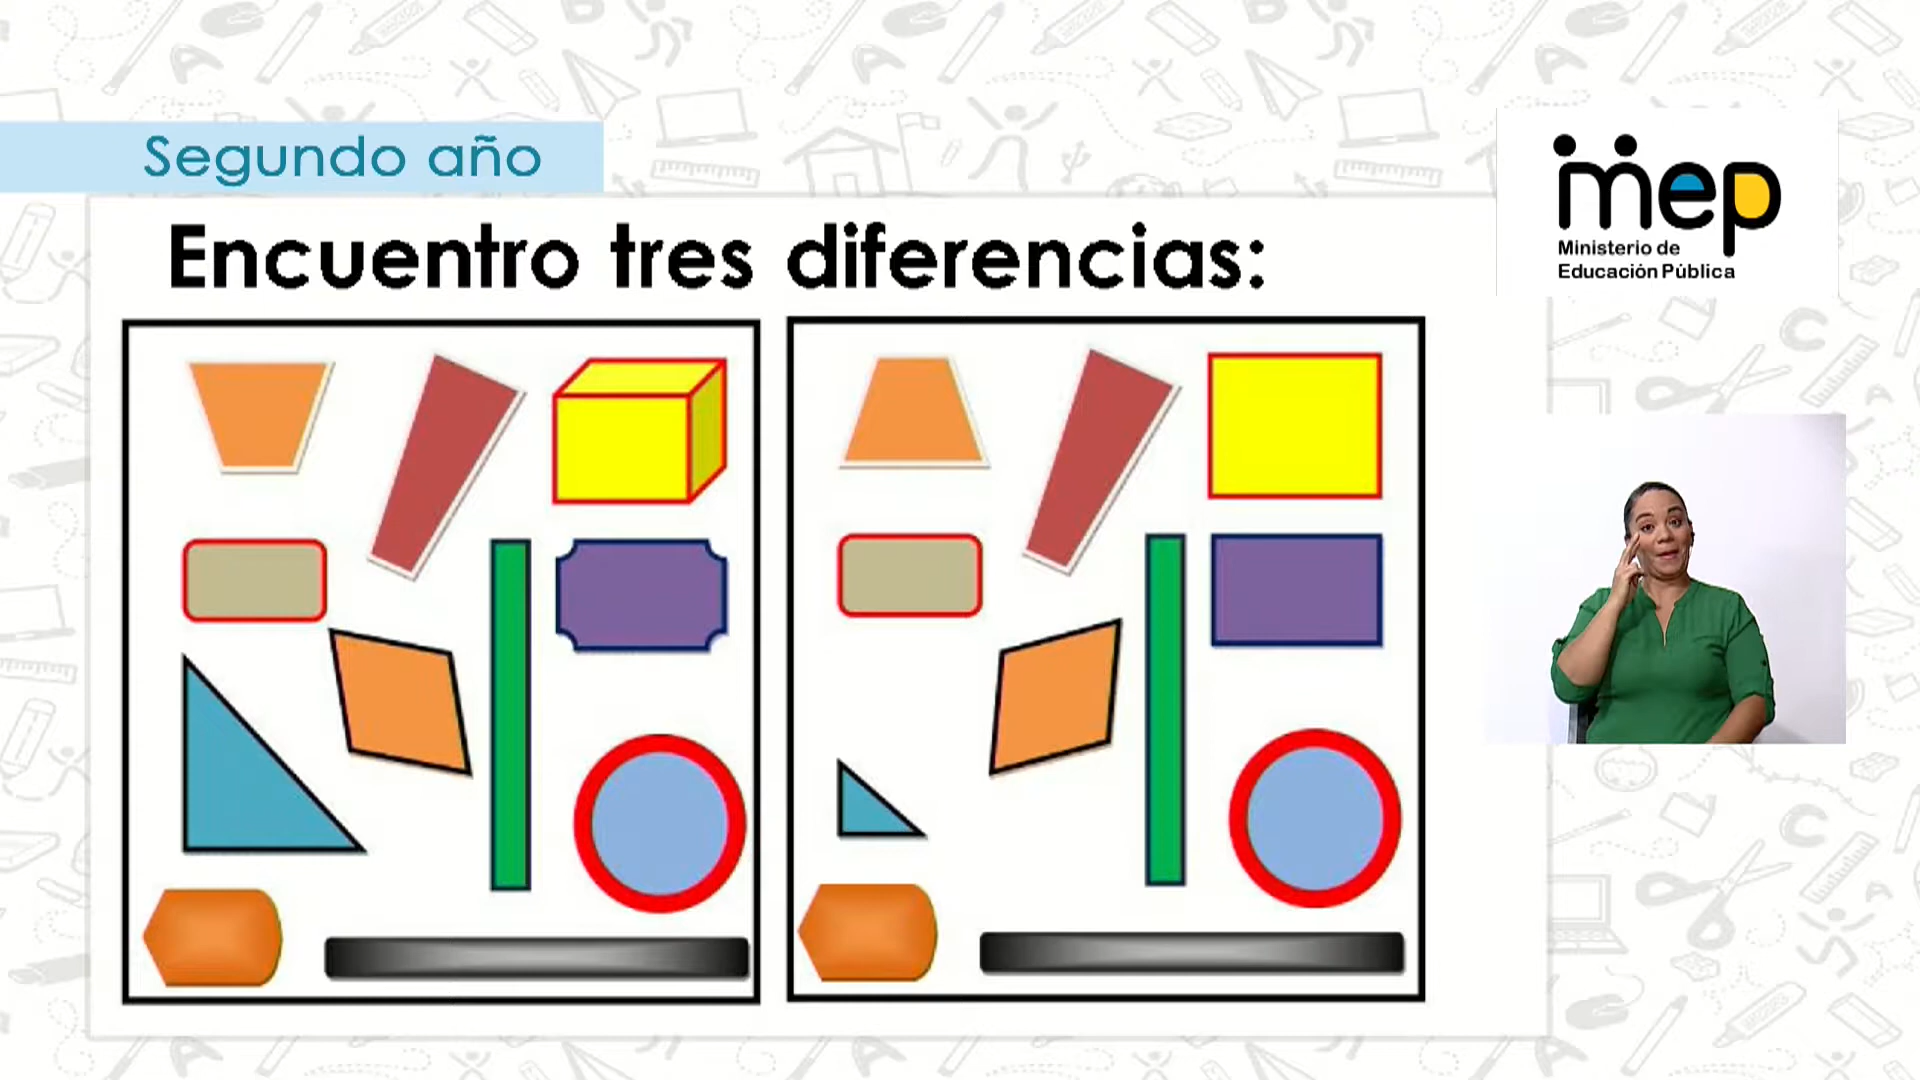 Segundo año
Encuentro tres diferencias:
mep
Ministerio de
Educación Pública